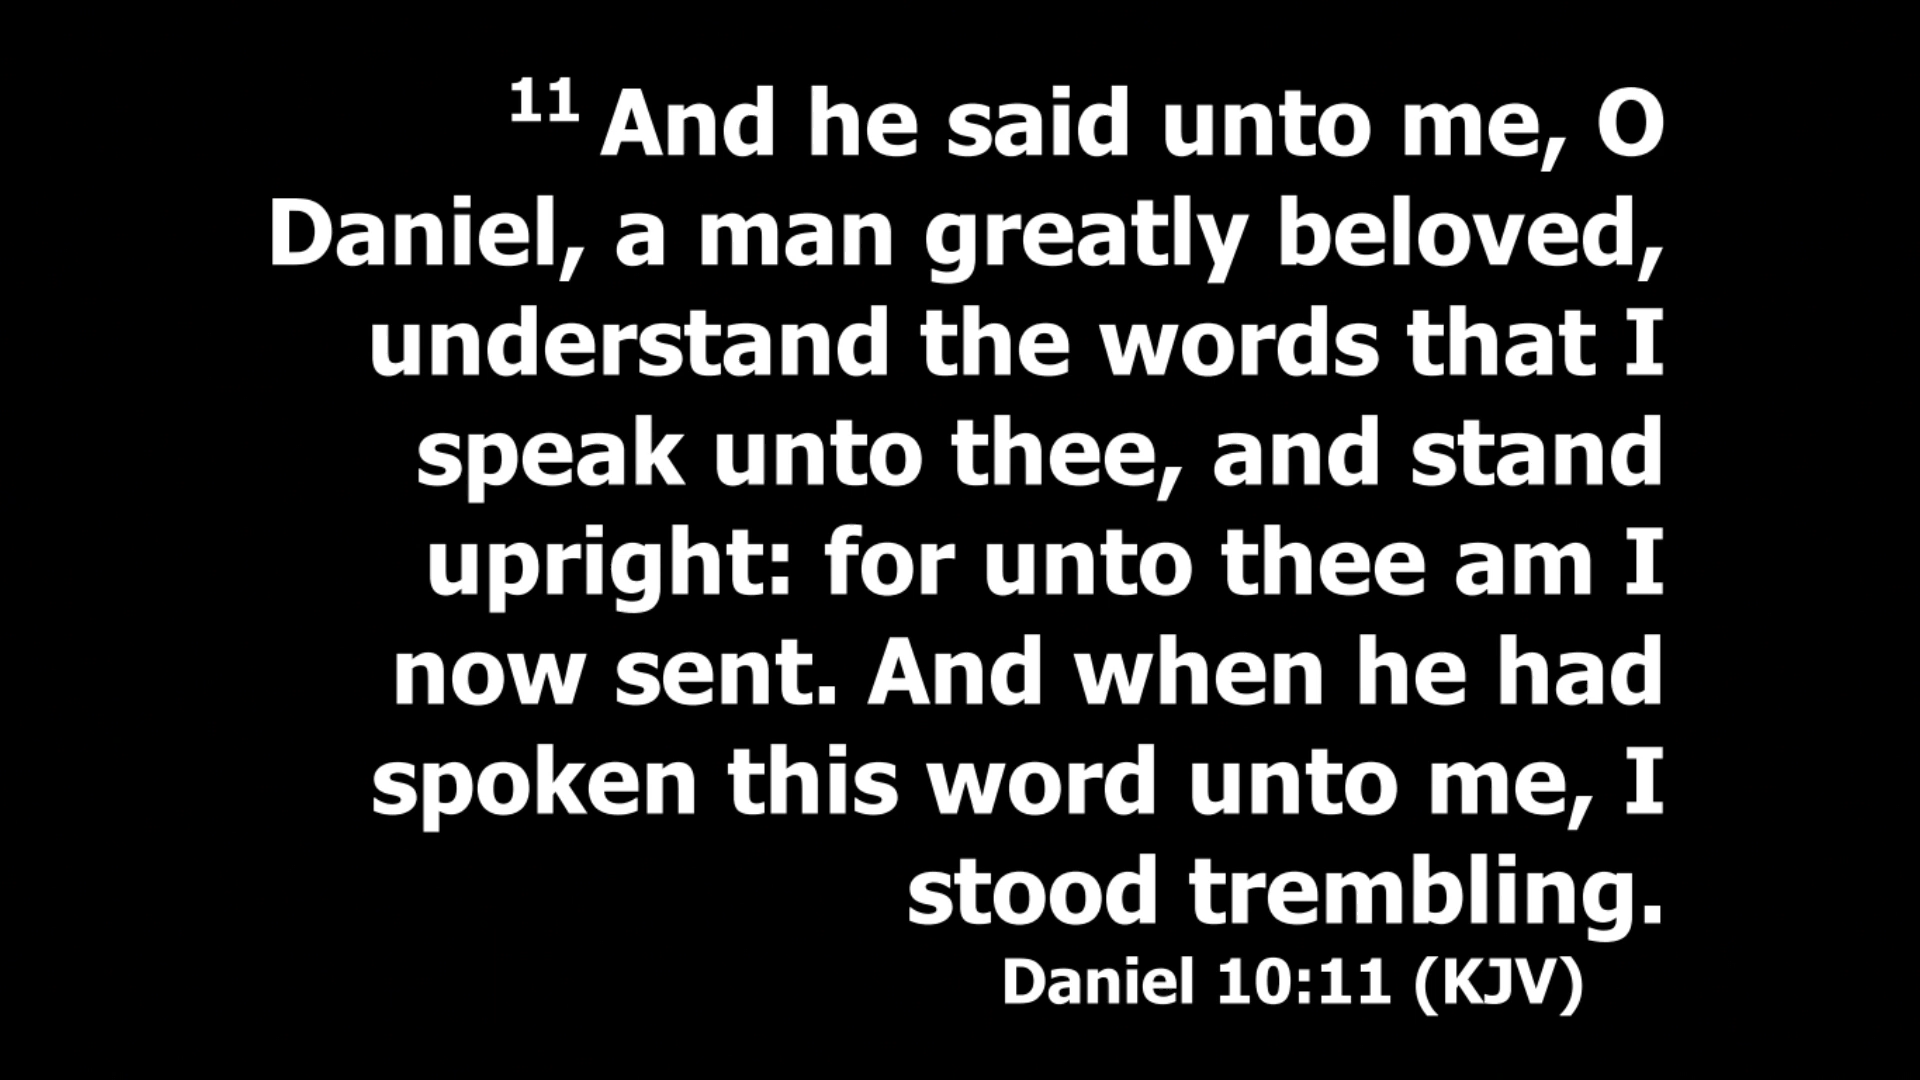 11 And he said unto me, O
Daniel, a man greatly beloved,
understand the words that I
speak unto thee, and stand
upright: for unto thee am I
now sent. And when he had
spoken this word unto me, I
stood trembling.
Daniel 10:11 (KJV)